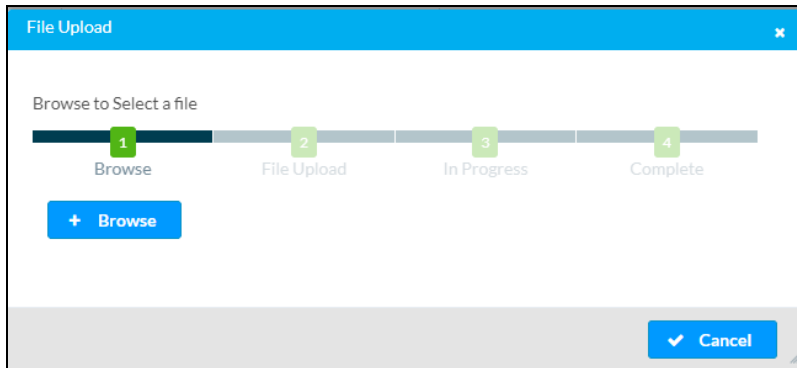 File Upload
Browse to Select a file
1 2 3 4
Browse File Upload In Progress Complete
+ Browse
Cancel